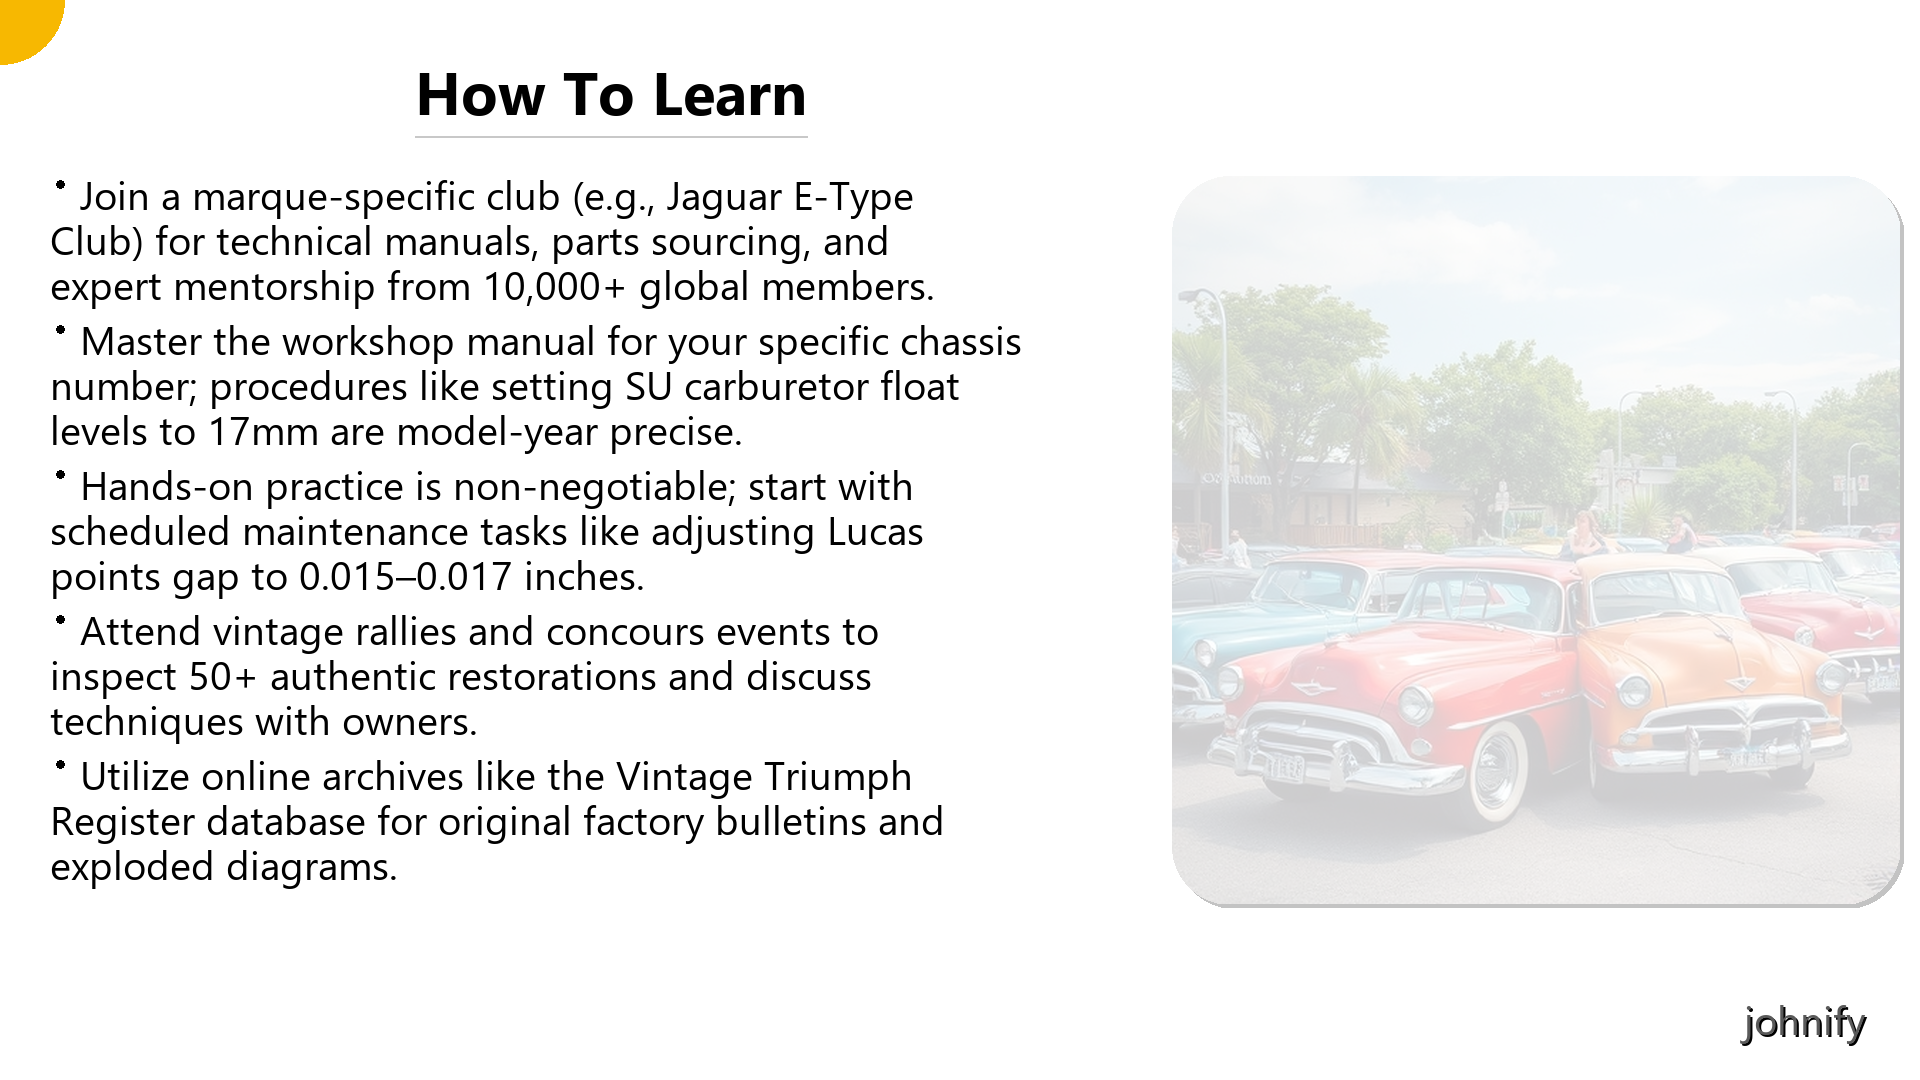 How To Learn
• Join a marque-specific club (e.g., Jaguar E-Type
Club) for technical manuals, parts sourcing, and
expert mentorship from 10,000+ global members.
• Master the workshop manual for your specific chassis
number; procedures like setting SU carburetor float
levels to 17mm are model-year precise.
• Hands-on practice is non-negotiable; start with
scheduled maintenance tasks like adjusting Lucas
points gap to 0.015–0.017 inches.
• Attend vintage rallies and concours events to
inspect 50+ authentic restorations and discuss
techniques with owners.
• Utilize online archives like the Vintage Triumph
Register database for original factory bulletins and
exploded diagrams.
johnify